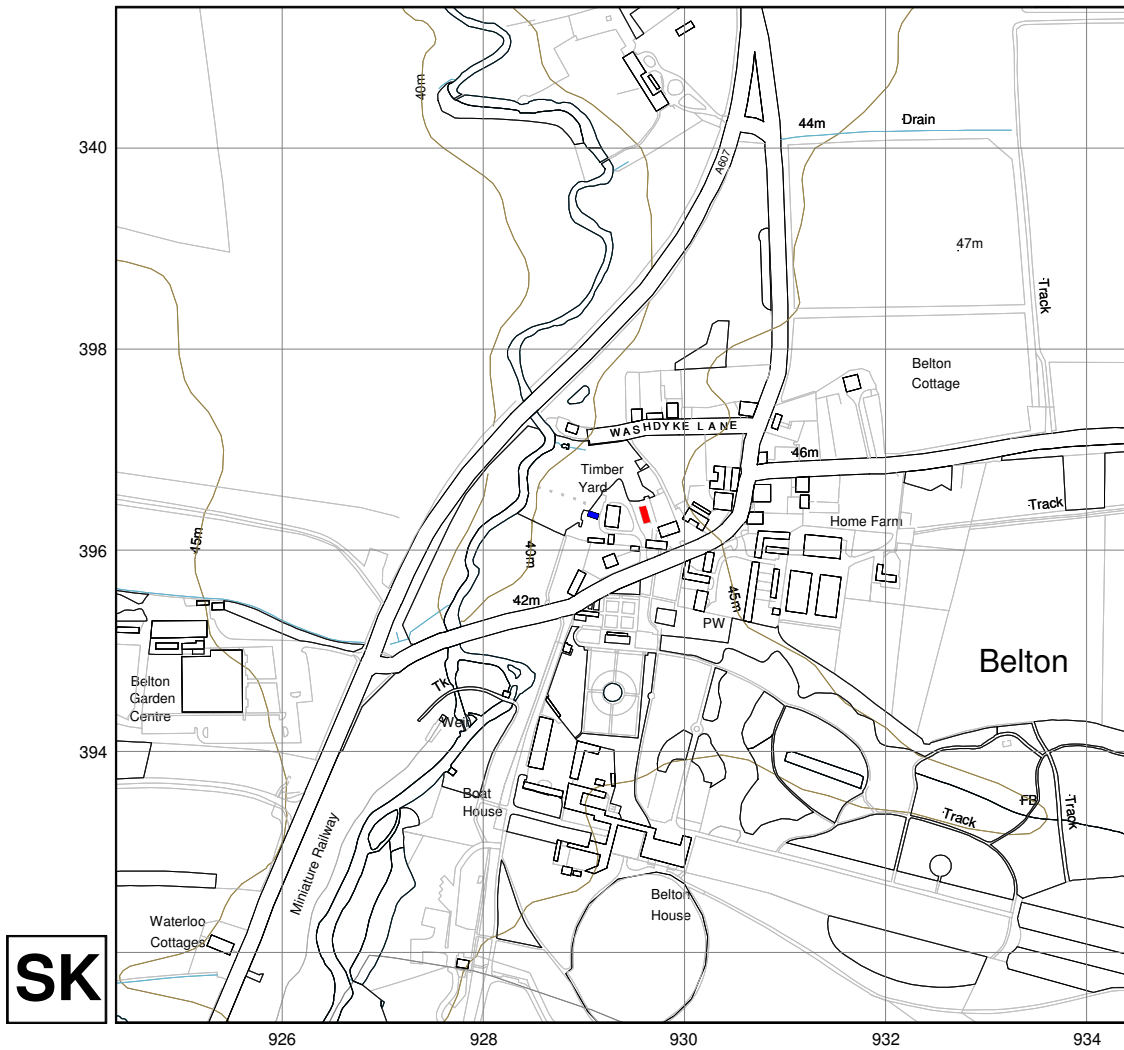 40m
44m
Drain
340
A607
47m
Track
398
Belton
Cottage
WASHDYKE LANE
46m
Timber
Yard
Track
Home Farm
45m
40m
396
42m
45m
PW
Belton
Belton
Garden
Centre
Tk
Weir
394
Boat
House
FB
Track
Track
Miniature Railway
Belton
House
Waterloo
Cottages
SK
926
928
930
932
934